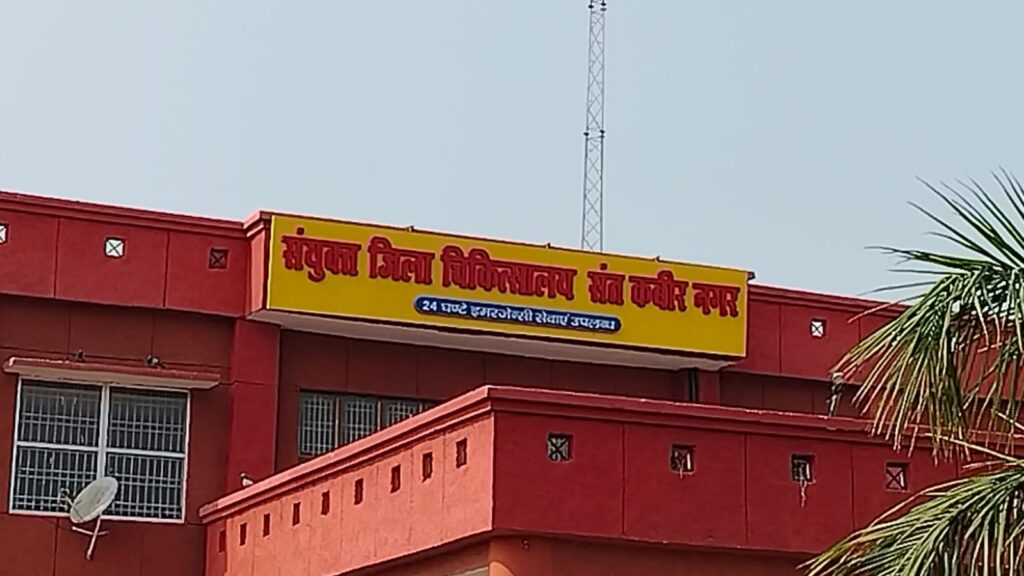 संयुक्त जिला चिकित्सालय संत कबीर नगर
24 घण्टे इमरजेन्सी सेवाएं उपलब्ध